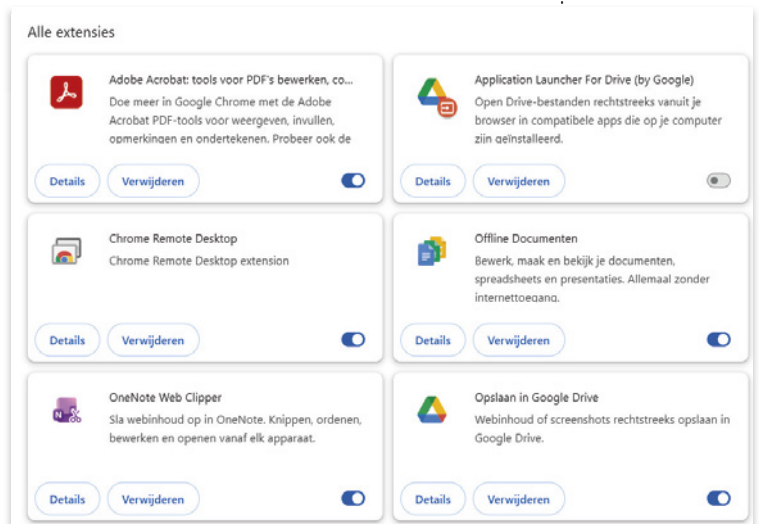 Alle extensies
Adobe Acrobat: tools voor PDF's bewerken, co...
Doe meer in Google Chrome met de Adobe
Acrobat PDF-tools voor weergeven, invullen,
opmerkingen en ondertekenen. Probeer ook de
Details
Verwijderen
Application Launcher For Drive (by Google)
Open Drive-bestanden rechtstreeks vanuit je
browser in compatibele apps die op je computer
zijn geïnstalleerd.
Details
Verwijderen
Chrome Remote Desktop
Chrome Remote Desktop extension
Details
Verwijderen
Offline Documenten
Bewerk, maak en bekijk je documenten,
spreadsheets en presentaties. Allemaal zonder
internettoegang.
Details
Verwijderen
OneNote Web Clipper
Sla webinhoud op in OneNote. Knippen, ordenen,
bewerken en openen vanaf elk apparaat.
Details
Verwijderen
Opslaan in Google Drive
Webinhoud of screenshots rechtstreeks opslaan in
Google Drive.
Details
Verwijderen